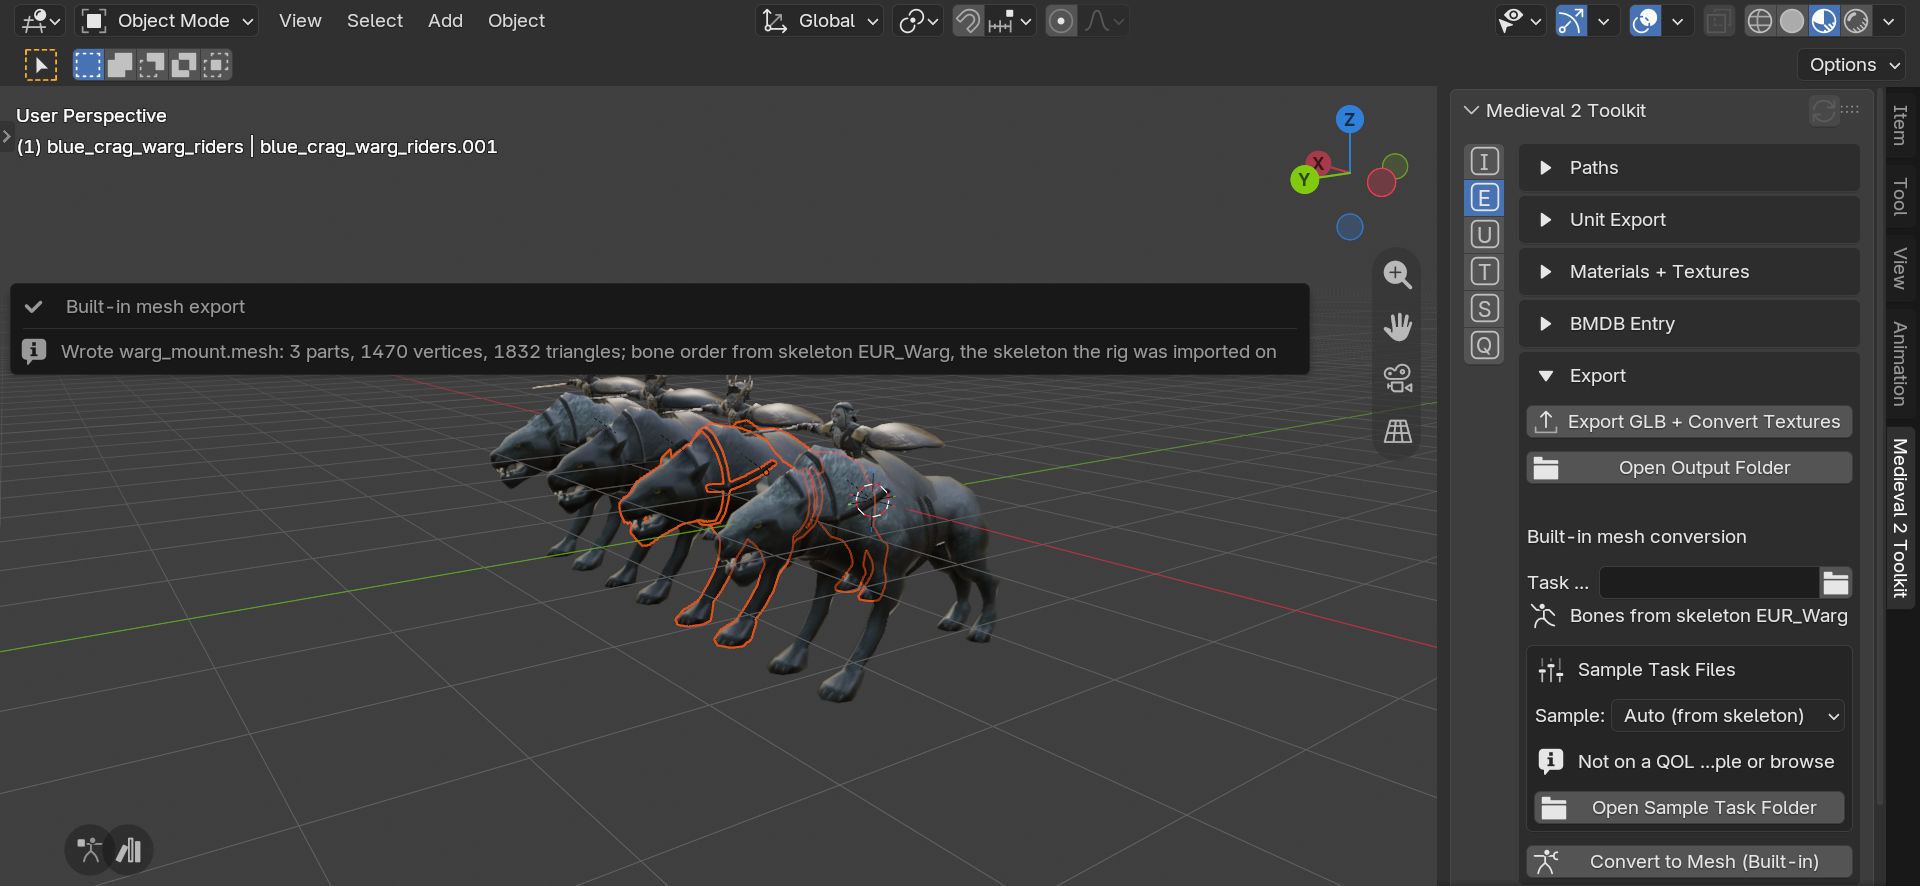 Object Mode View Select Add Object Global
Options
User Perspective
(1) blue_crag_warg_riders | blue_crag_warg_riders.001
Z
X
Y
Built-in mesh export
Wrote warg_mount.mesh: 3 parts, 1470 vertices, 1832 triangles; bone order from skeleton EUR_Warg, the skeleton the rig was imported on
Medieval 2 Toolkit
I
E
U
T
S
Q
Paths
Unit Export
Materials + Textures
BMDB Entry
Export
Export GLB + Convert Textures
Open Output Folder
Built-in mesh conversion
Task ...
Bones from skeleton EUR_Warg
Sample Task Files
Sample: Auto (from skeleton)
Not on a QOL ...ple or browse
Open Sample Task Folder
Convert to Mesh (Built-in)
Item
Tool
View
Animation
Medieval 2 Toolkit